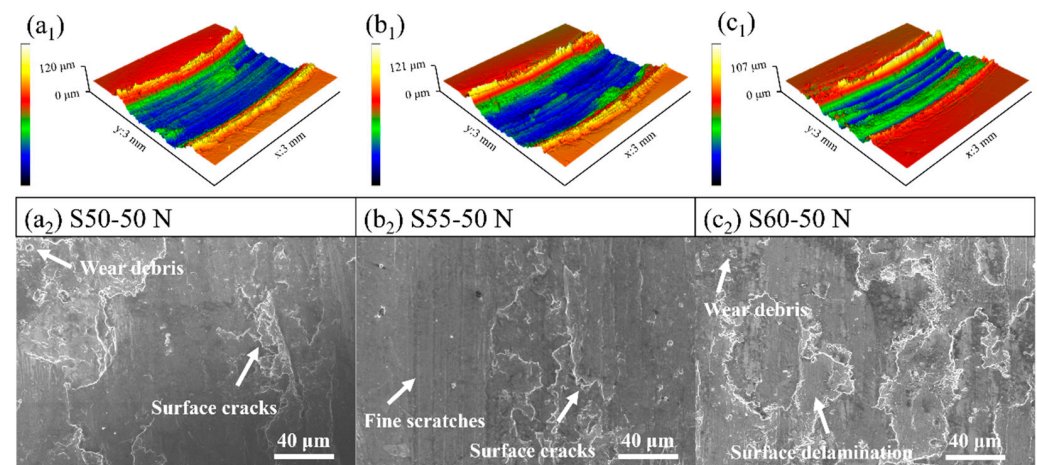 (a₁)
120 μm
0 μm
y:3 mm
x:3 mm
(b₁)
121 μm
0 μm
y:3 mm
x:3 mm
(c₁)
107 μm
0 μm
y:3 mm
x:3 mm
(a₂) S50-50 N
(b₂) S55-50 N
(c₂) S60-50 N
Wear debris
Surface cracks
40 μm
Fine scratches
Surface cracks
40 μm
Wear debris
Surface delamination
40 μm